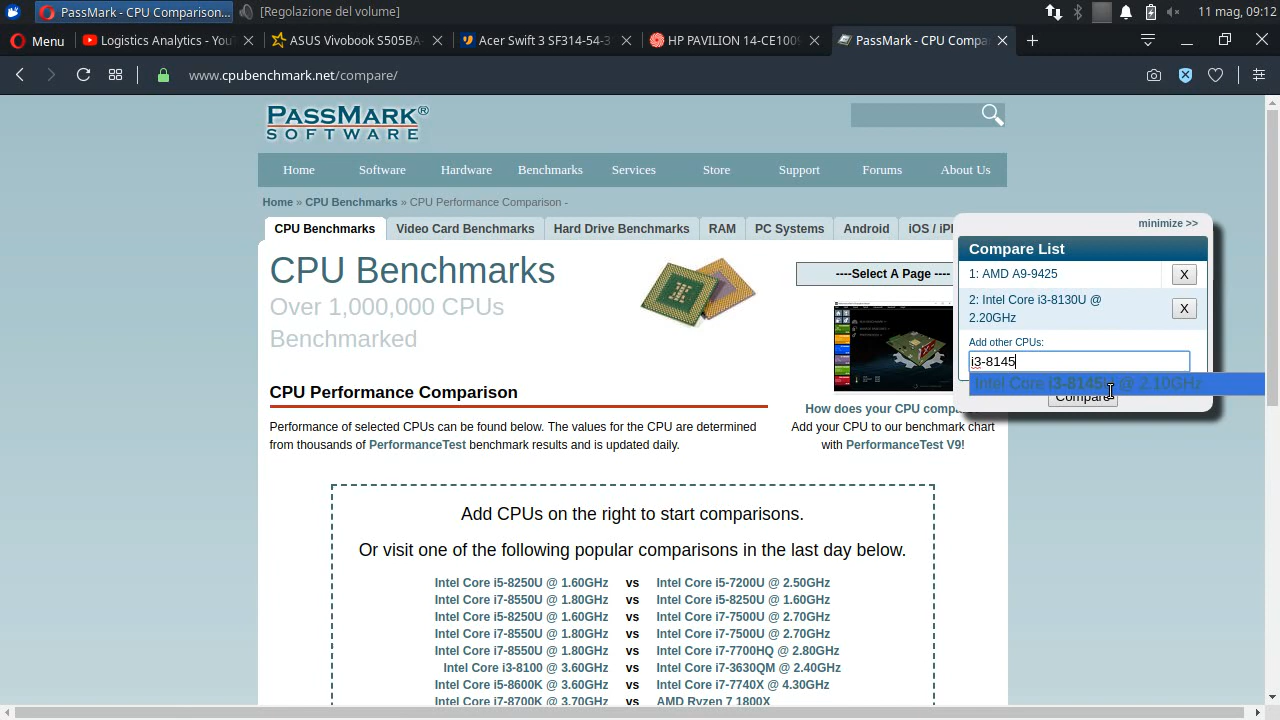 PassMark - CPU Comparison...
[Regolazione del volume]
11 mag, 09:12
Menu
Logistics Analytics - You
ASUS Vivobook S505BA-
Acer Swift 3 SF314-54-3
HP PAVILION 14-CE1009
PassMark - CPU Compa
www.cpubenchmark.net/compare/
PASSMARK®
SOFTWARE
Home
Software
Hardware
Benchmarks
Services
Store
Support
Forums
About Us
Home » CPU Benchmarks » CPU Performance Comparison -
CPU Benchmarks
Video Card Benchmarks
Hard Drive Benchmarks
RAM
PC Systems
Android
iOS / iPh
CPU Benchmarks
Over 1,000,000 CPUs
Benchmarked
----Select A Page ----
minimize >>
Compare List
1: AMD A9-9425
X
2: Intel Core i3-8130U @
2.20GHz
X
Add other CPUs:
i3-8145
Intel Core i3-8145U @ 2.10GHz
Compare
CPU Performance Comparison
Performance of selected CPUs can be found below. The values for the CPU are determined
from thousands of PerformanceTest benchmark results and is updated daily.
How does your CPU compa
Add your CPU to our benchmark chart
with PerformanceTest V9!
Add CPUs on the right to start comparisons.
Or visit one of the following popular comparisons in the last day below.
Intel Core i5-8250U @ 1.60GHz vs Intel Core i5-7200U @ 2.50GHz
Intel Core i7-8550U @ 1.80GHz vs Intel Core i5-8250U @ 1.60GHz
Intel Core i5-8250U @ 1.60GHz vs Intel Core i7-7500U @ 2.70GHz
Intel Core i7-8550U @ 1.80GHz vs Intel Core i7-7500U @ 2.70GHz
Intel Core i7-8550U @ 1.80GHz vs Intel Core i7-7700HQ @ 2.80GHz
Intel Core i3-8100 @ 3.60GHz vs Intel Core i7-3630QM @ 2.40GHz
Intel Core i5-8600K @ 3.60GHz vs Intel Core i7-7740X @ 4.30GHz
Intel Core i7-8700K @ 3.70GHz vs AMD Ryzen 7 1800X